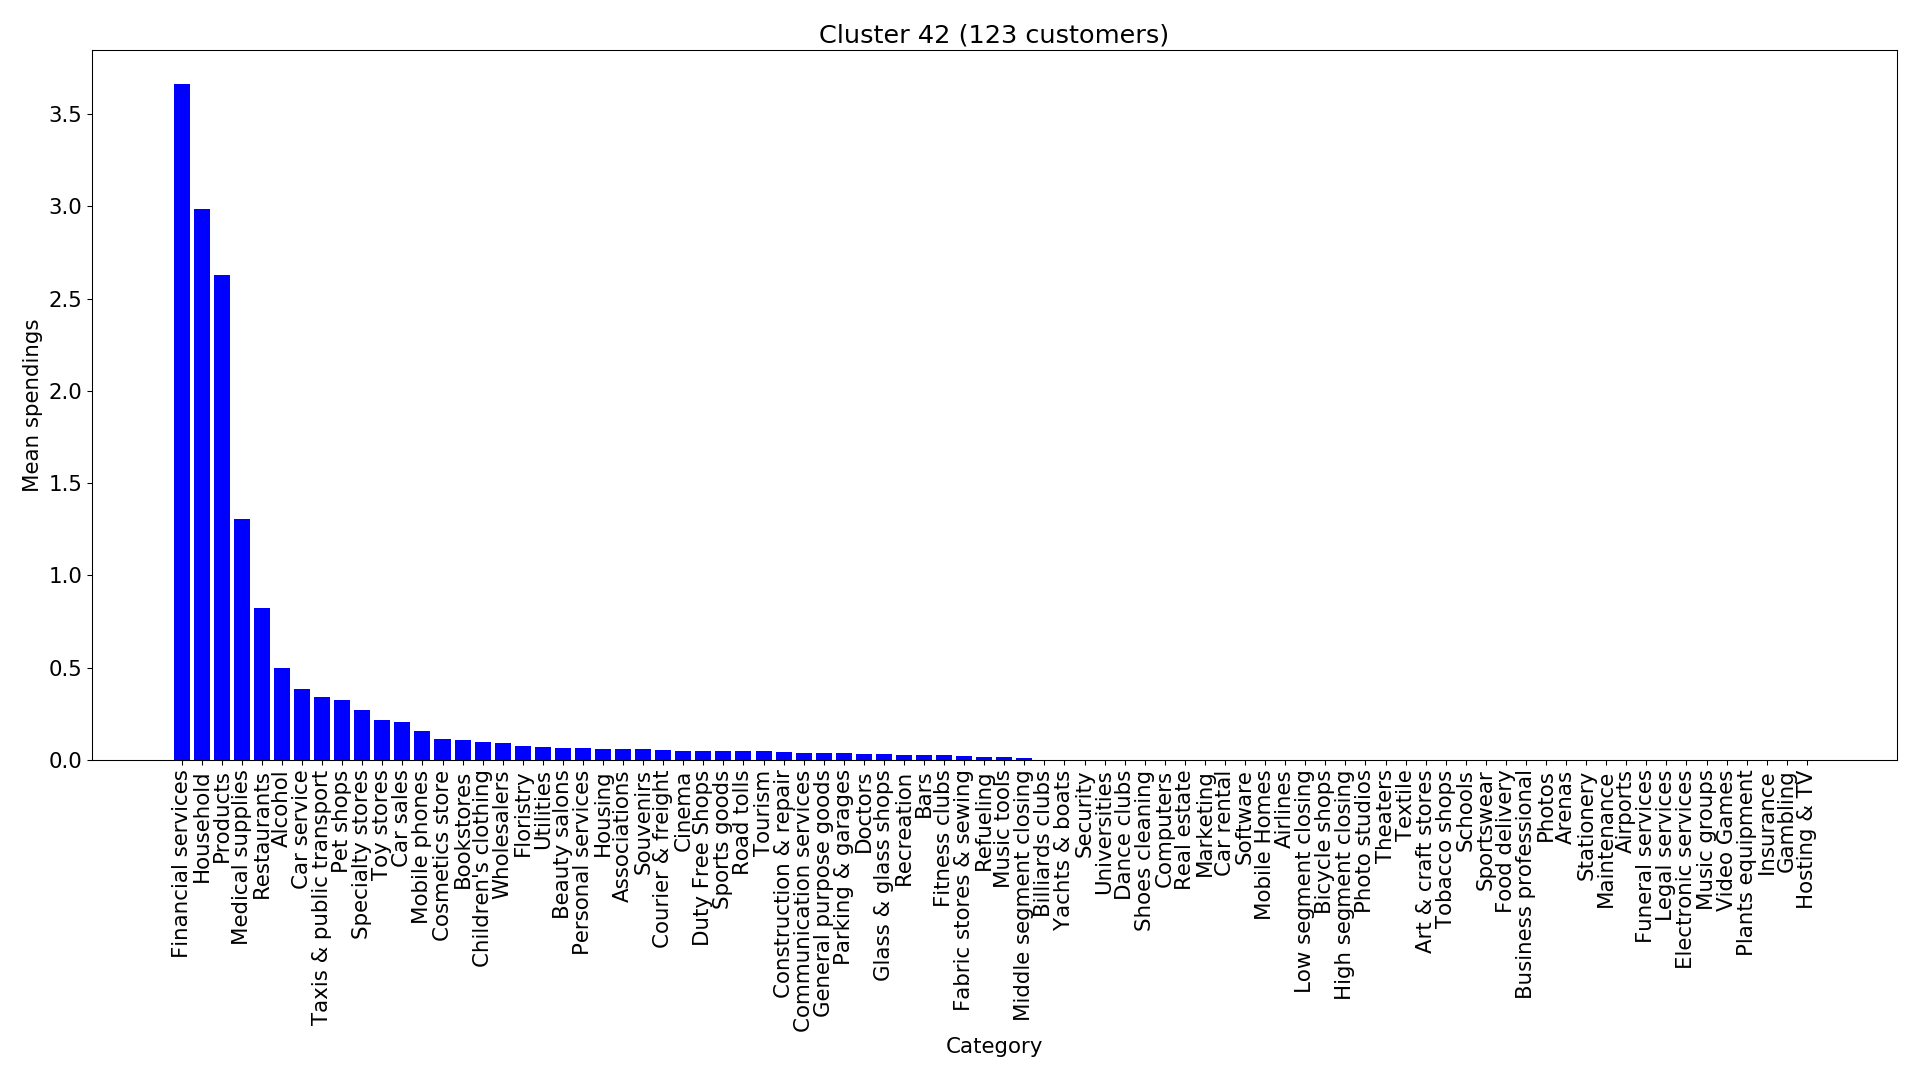 Cluster 42 (123 customers)
Mean spendings
3.5
3.0
2.5
2.0
1.5
1.0
0.5
0.0
Financial services
Household
Products
Medical supplies
Restaurants
Alcohol
Car service
Taxis & public transport
Pet shops
Specialty stores
Toy stores
Car sales
Mobile phones
Cosmetics store
Bookstores
Children's clothing
Wholesalers
Floristry
Utilities
Beauty salons
Personal services
Housing
Associations
Souvenirs
Courier & freight
Cinema
Duty Free Shops
Sports goods
Road tolls
Tourism
Construction & repair
Communication services
General purpose goods
Parking & garages
Doctors
Glass & glass shops
Recreation
Bars
Fitness clubs
Fabric stores & sewing
Refueling
Music tools
Middle segment closing
Billiards clubs
Yachts & boats
Security
Universities
Dance clubs
Shoes cleaning
Computers
Real estate
Marketing
Car rental
Software
Mobile Homes
Airlines
Low segment closing
Bicycle shops
High segment closing
Photo studios
Theaters
Textile
Art & craft stores
Tobacco shops
Schools
Sportswear
Food delivery
Business professional
Photos
Arenas
Stationery
Maintenance
Airports
Funeral services
Legal services
Electronic services
Music groups
Video Games
Plants equipment
Insurance
Gambling
Hosting & TV
Category